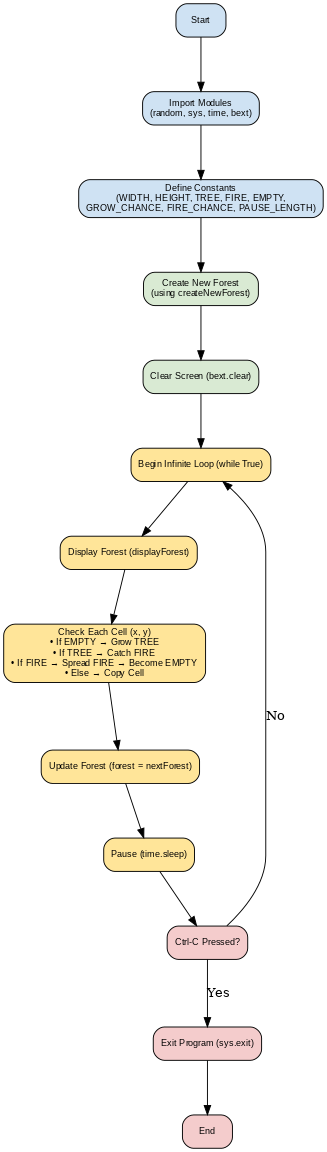 Start
Import Modules
(random, sys, time, bext)
Define Constants
(WIDTH, HEIGHT, TREE, FIRE, EMPTY,
GROW_CHANCE, FIRE_CHANCE, PAUSE_LENGTH)
Create New Forest
(using createNewForest)
Clear Screen (bext.clear)
Begin Infinite Loop (while True)
Display Forest (displayForest)
Check Each Cell (x, y)
• If EMPTY → Grow TREE
• If TREE → Catch FIRE
• If FIRE → Spread FIRE → Become EMPTY
• Else → Copy Cell
Update Forest (forest = nextForest)
Pause (time.sleep)
Ctrl-C Pressed?
No
Yes
Exit Program (sys.exit)
End